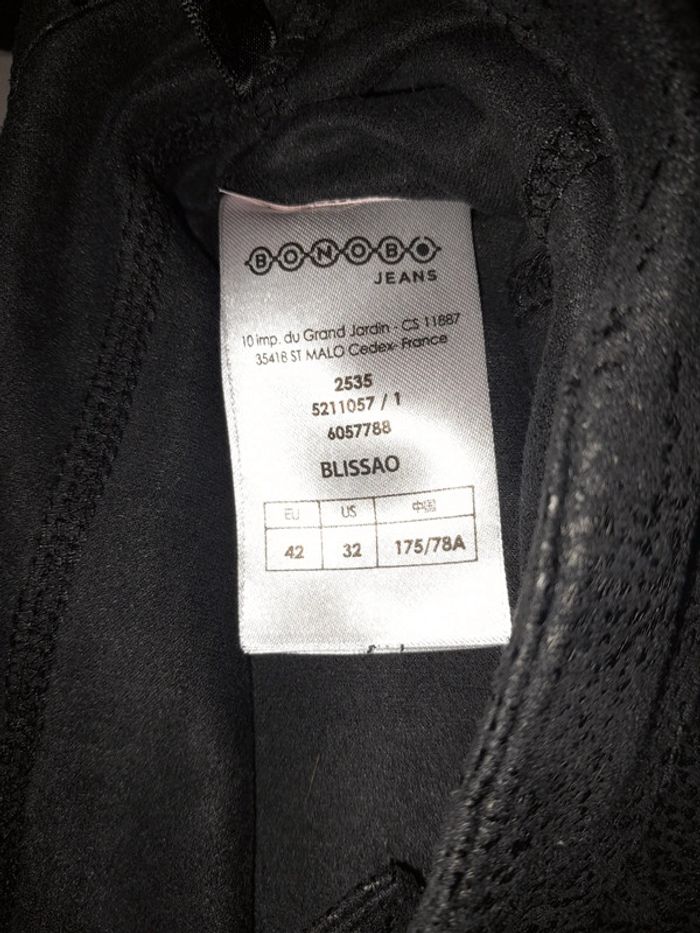 BONOBO
JEANS
10 imp. du Grand Jardin - CS 11887
35418 ST MALO Cedex- France
2535
5211057 / 1
6057788
BLISSAO
EU US 中国
42 32 175/78A